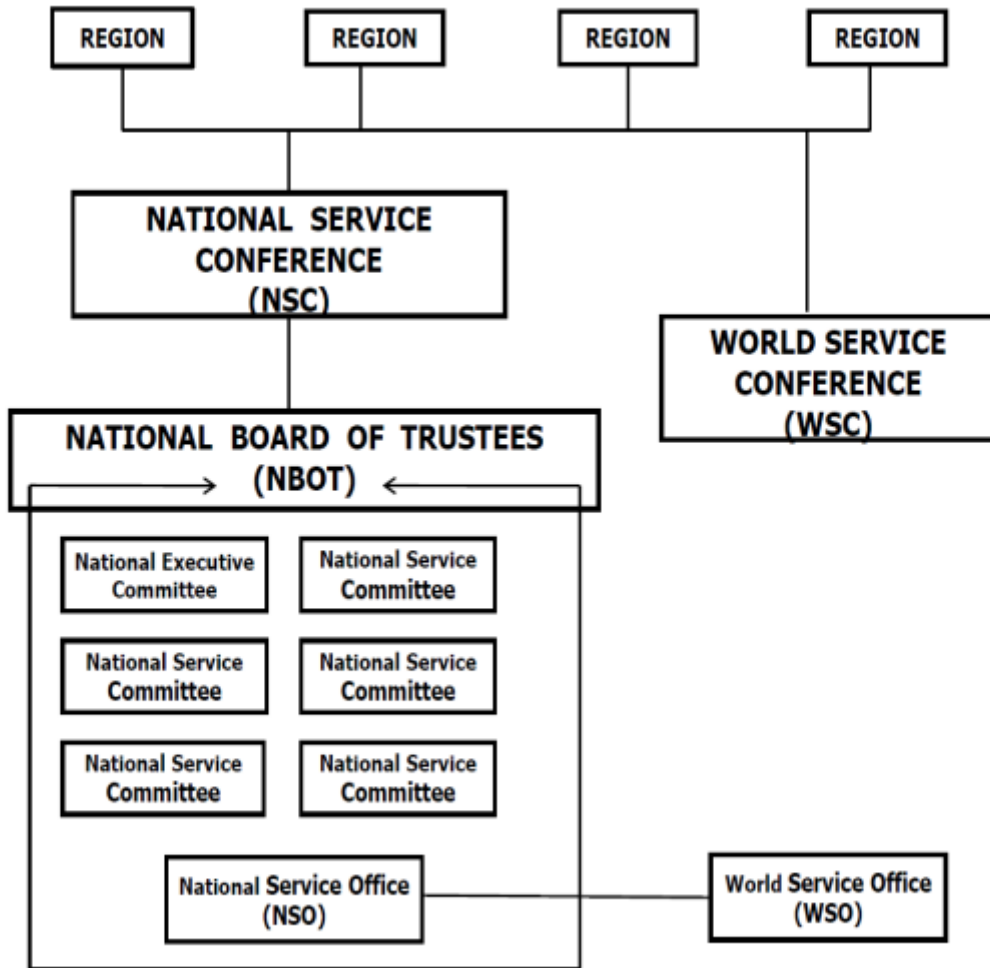 REGION
REGION
REGION
REGION
NATIONAL SERVICE
CONFERENCE
(NSC)
WORLD SERVICE
CONFERENCE
(WSC)
NATIONAL BOARD OF TRUSTEES
(NBOT)
National Executive
Committee
National Service
Committee
National Service
Committee
National Service
Committee
National Service
Committee
National Service
Committee
National Service Office
(NSO)
World Service Office
(WSO)